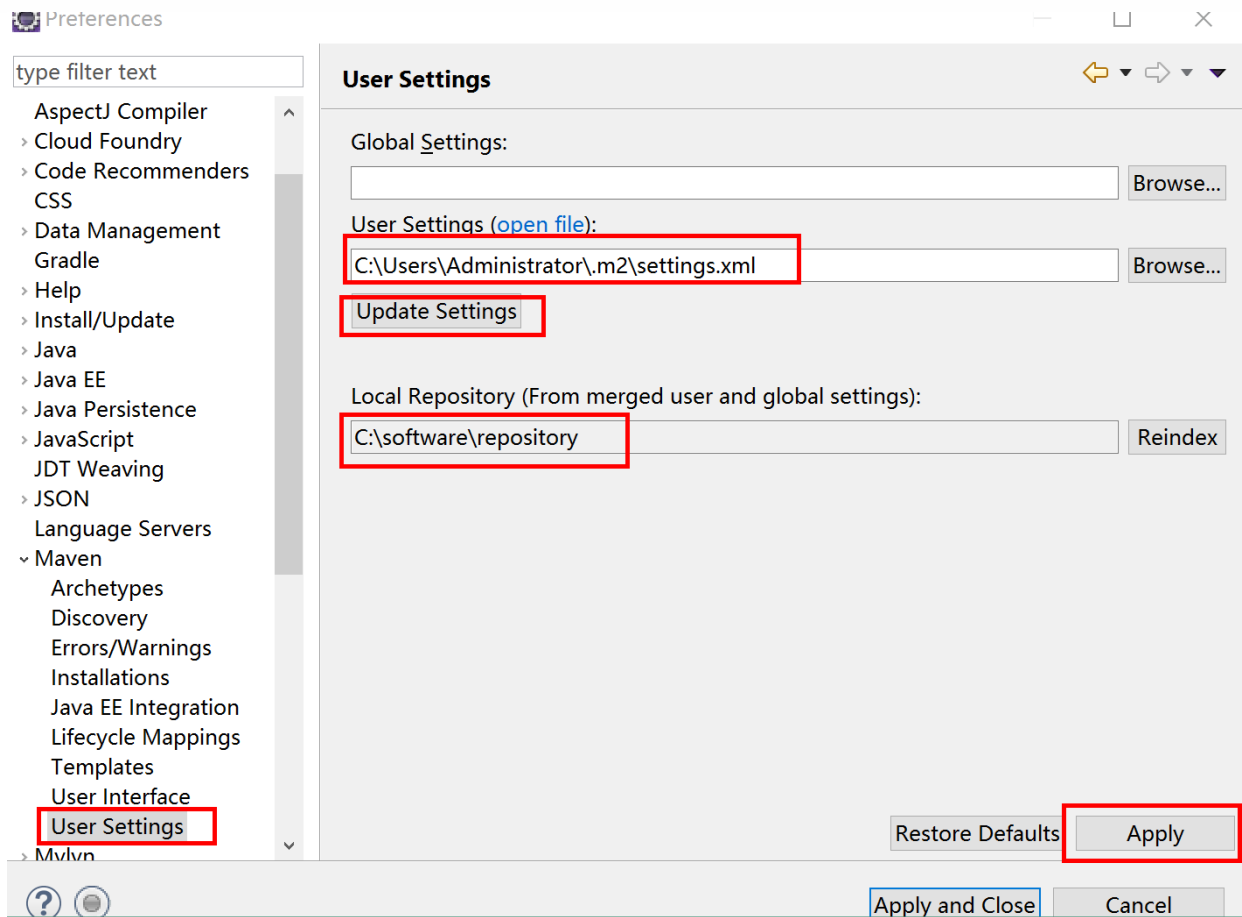 Preferences
type filter text
AspectJ Compiler
Cloud Foundry
Code Recommenders
CSS
Data Management
Gradle
Help
Install/Update
Java
Java EE
Java Persistence
JavaScript
JDT Weaving
JSON
Language Servers
Maven
Archetypes
Discovery
Errors/Warnings
Installations
Java EE Integration
Lifecycle Mappings
Templates
User Interface
User Settings
Mylyn
User Settings
Global Settings:
Browse...
User Settings (open file):
C:\Users\Administrator\.m2\settings.xml
Browse...
Update Settings
Local Repository (From merged user and global settings):
C:\software\repository
Reindex
Restore Defaults
Apply
?
Apply and Close
Cancel